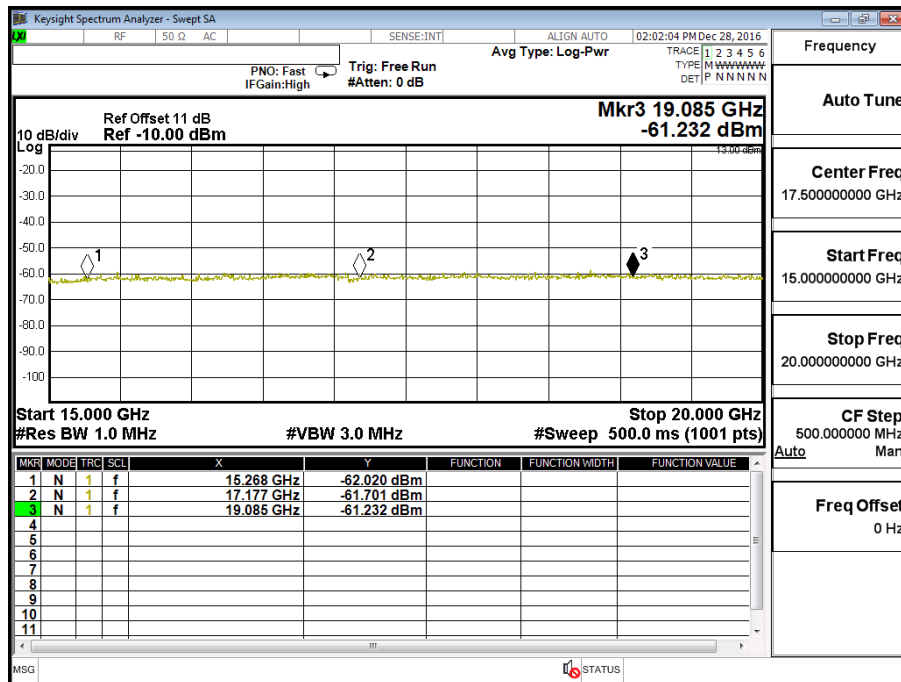 Keysight Spectrum Analyzer - Swept SA
LXI RF 50 Ω AC SENSE:INT ALIGN AUTO 02:02:04 PM Dec 28, 2016
Avg Type: Log-Pwr TRACE 1 2 3 4 5 6
PNO: Fast Trig: Free Run TYPE M W W W W W
IFGain:High #Atten: 0 dB DET P N N N N N
Mkr3 19.085 GHz
-61.232 dBm
Ref Offset 11 dB
10 dB/div Ref -10.00 dBm
Log
-13.00 dBm
-20.0
-30.0
-40.0
-50.0
-60.0
-70.0
-80.0
-90.0
-100
1
2
3
Start 15.000 GHz Stop 20.000 GHz
#Res BW 1.0 MHz #VBW 3.0 MHz #Sweep 500.0 ms (1001 pts)
MKR MODE TRC SCL X Y FUNCTION FUNCTION WIDTH FUNCTION VALUE
1 N 1 f 15.268 GHz -62.020 dBm
2 N 1 f 17.177 GHz -61.701 dBm
3 N 1 f 19.085 GHz -61.232 dBm
4
5
6
7
8
9
10
11
MSG STATUS
Frequency
Auto Tune
Center Freq
17.500000000 GHz
Start Freq
15.000000000 GHz
Stop Freq
20.000000000 GHz
CF Step
500.000000 MHz
Auto Man
Freq Offset
0 Hz